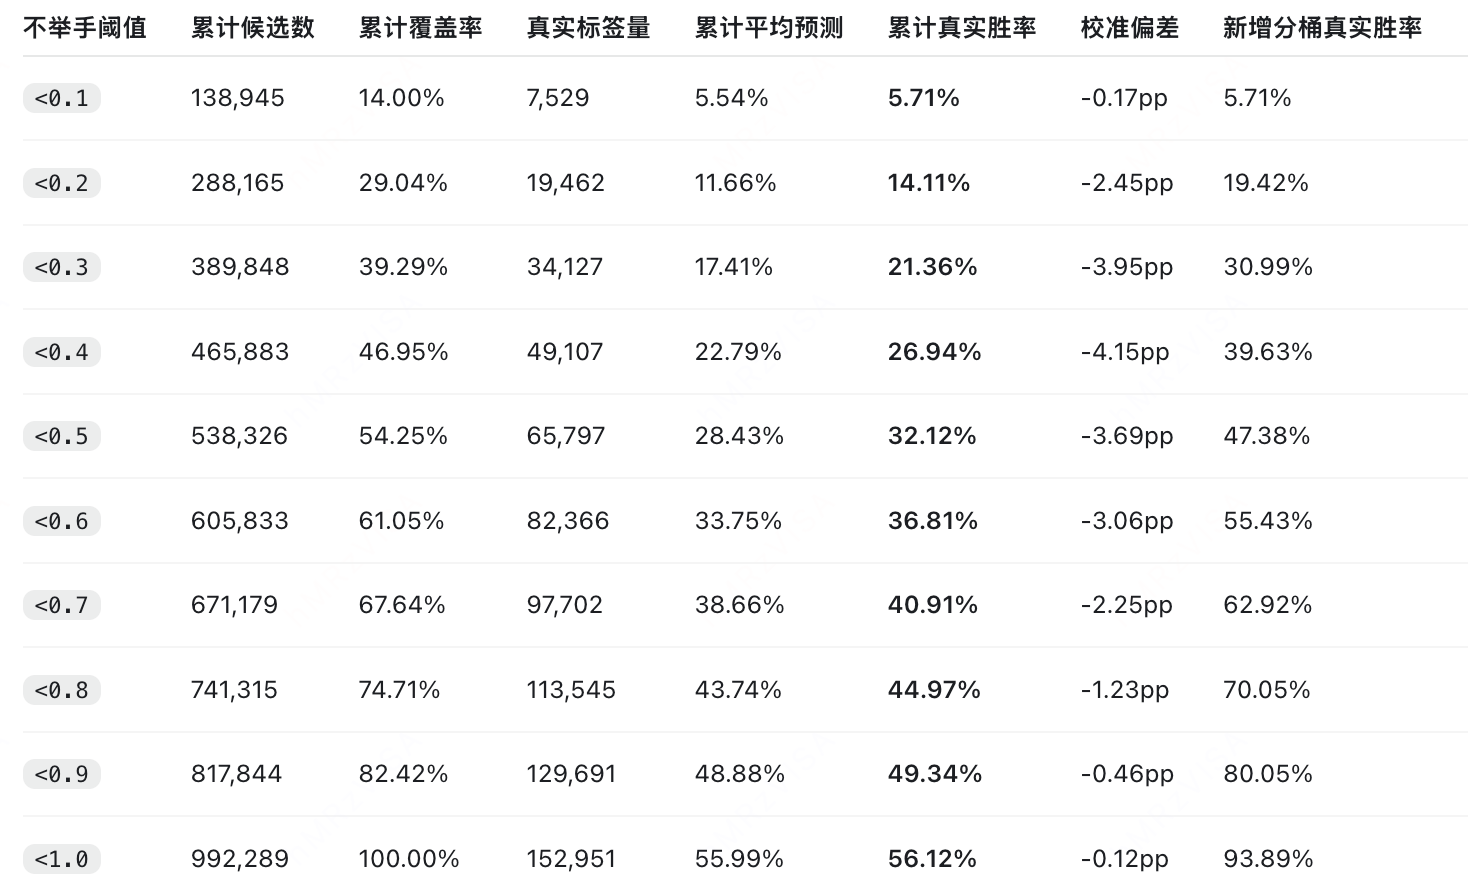 不举手阈值 累计候选数 累计覆盖率 真实标签量 累计平均预测 累计真实胜率 校准偏差 新增分桶真实胜率
<0.1 138,945 14.00% 7,529 5.54% 5.71% -0.17pp 5.71%
<0.2 288,165 29.04% 19,462 11.66% 14.11% -2.45pp 19.42%
<0.3 389,848 39.29% 34,127 17.41% 21.36% -3.95pp 30.99%
<0.4 465,883 46.95% 49,107 22.79% 26.94% -4.15pp 39.63%
<0.5 538,326 54.25% 65,797 28.43% 32.12% -3.69pp 47.38%
<0.6 605,833 61.05% 82,366 33.75% 36.81% -3.06pp 55.43%
<0.7 671,179 67.64% 97,702 38.66% 40.91% -2.25pp 62.92%
<0.8 741,315 74.71% 113,545 43.74% 44.97% -1.23pp 70.05%
<0.9 817,844 82.42% 129,691 48.88% 49.34% -0.46pp 80.05%
<1.0 992,289 100.00% 152,951 55.99% 56.12% -0.12pp 93.89%